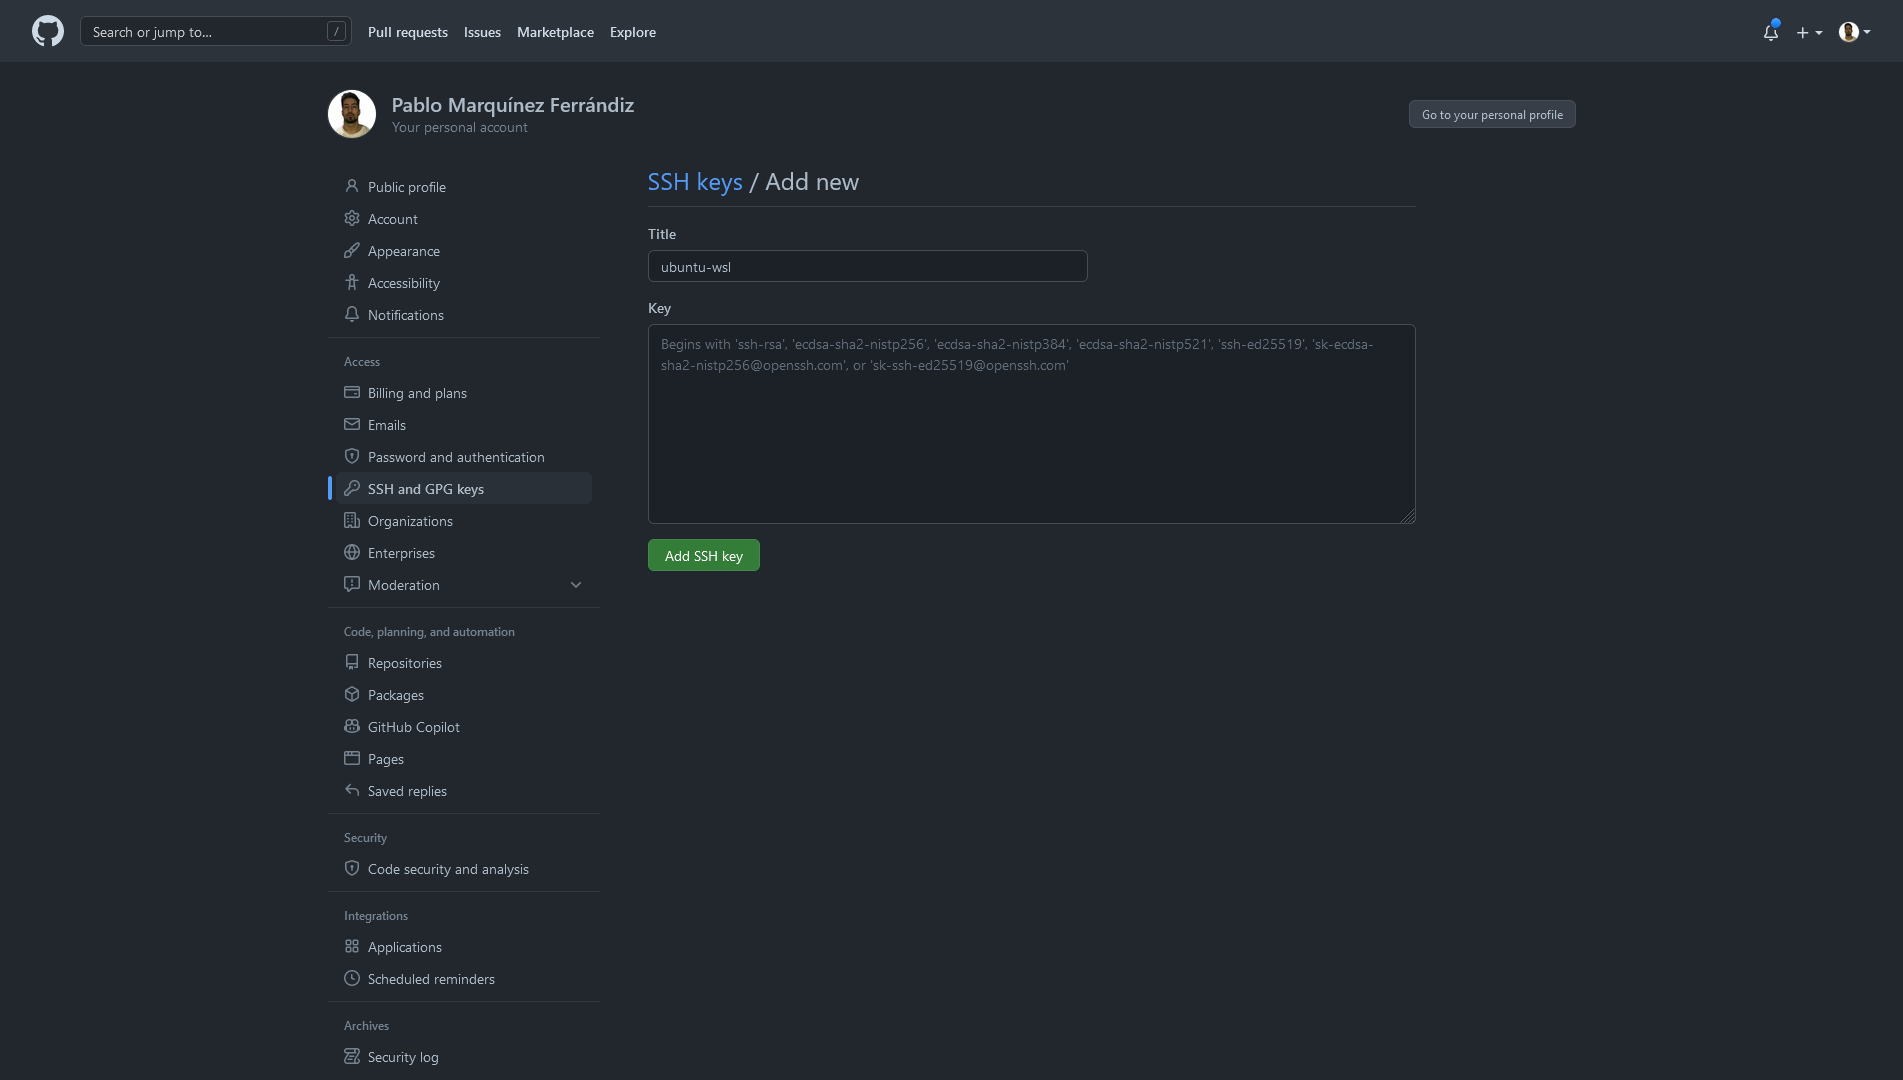 Search or jump to...
/
Pull requests
Issues
Marketplace
Explore
Pablo Marquínez Ferrándiz
Your personal account
Go to your personal profile
Public profile
Account
Appearance
Accessibility
Notifications
Access
Billing and plans
Emails
Password and authentication
SSH and GPG keys
Organizations
Enterprises
Moderation
Code, planning, and automation
Repositories
Packages
GitHub Copilot
Pages
Saved replies
Security
Code security and analysis
Integrations
Applications
Scheduled reminders
Archives
Security log
SSH keys / Add new
Title
ubuntu-wsl
Key
Begins with 'ssh-rsa', 'ecdsa-sha2-nistp256', 'ecdsa-sha2-nistp384', 'ecdsa-sha2-nistp521', 'ssh-ed25519', 'sk-ecdsa-
sha2-nistp256@openssh.com', or 'sk-ssh-ed25519@openssh.com'
Add SSH key